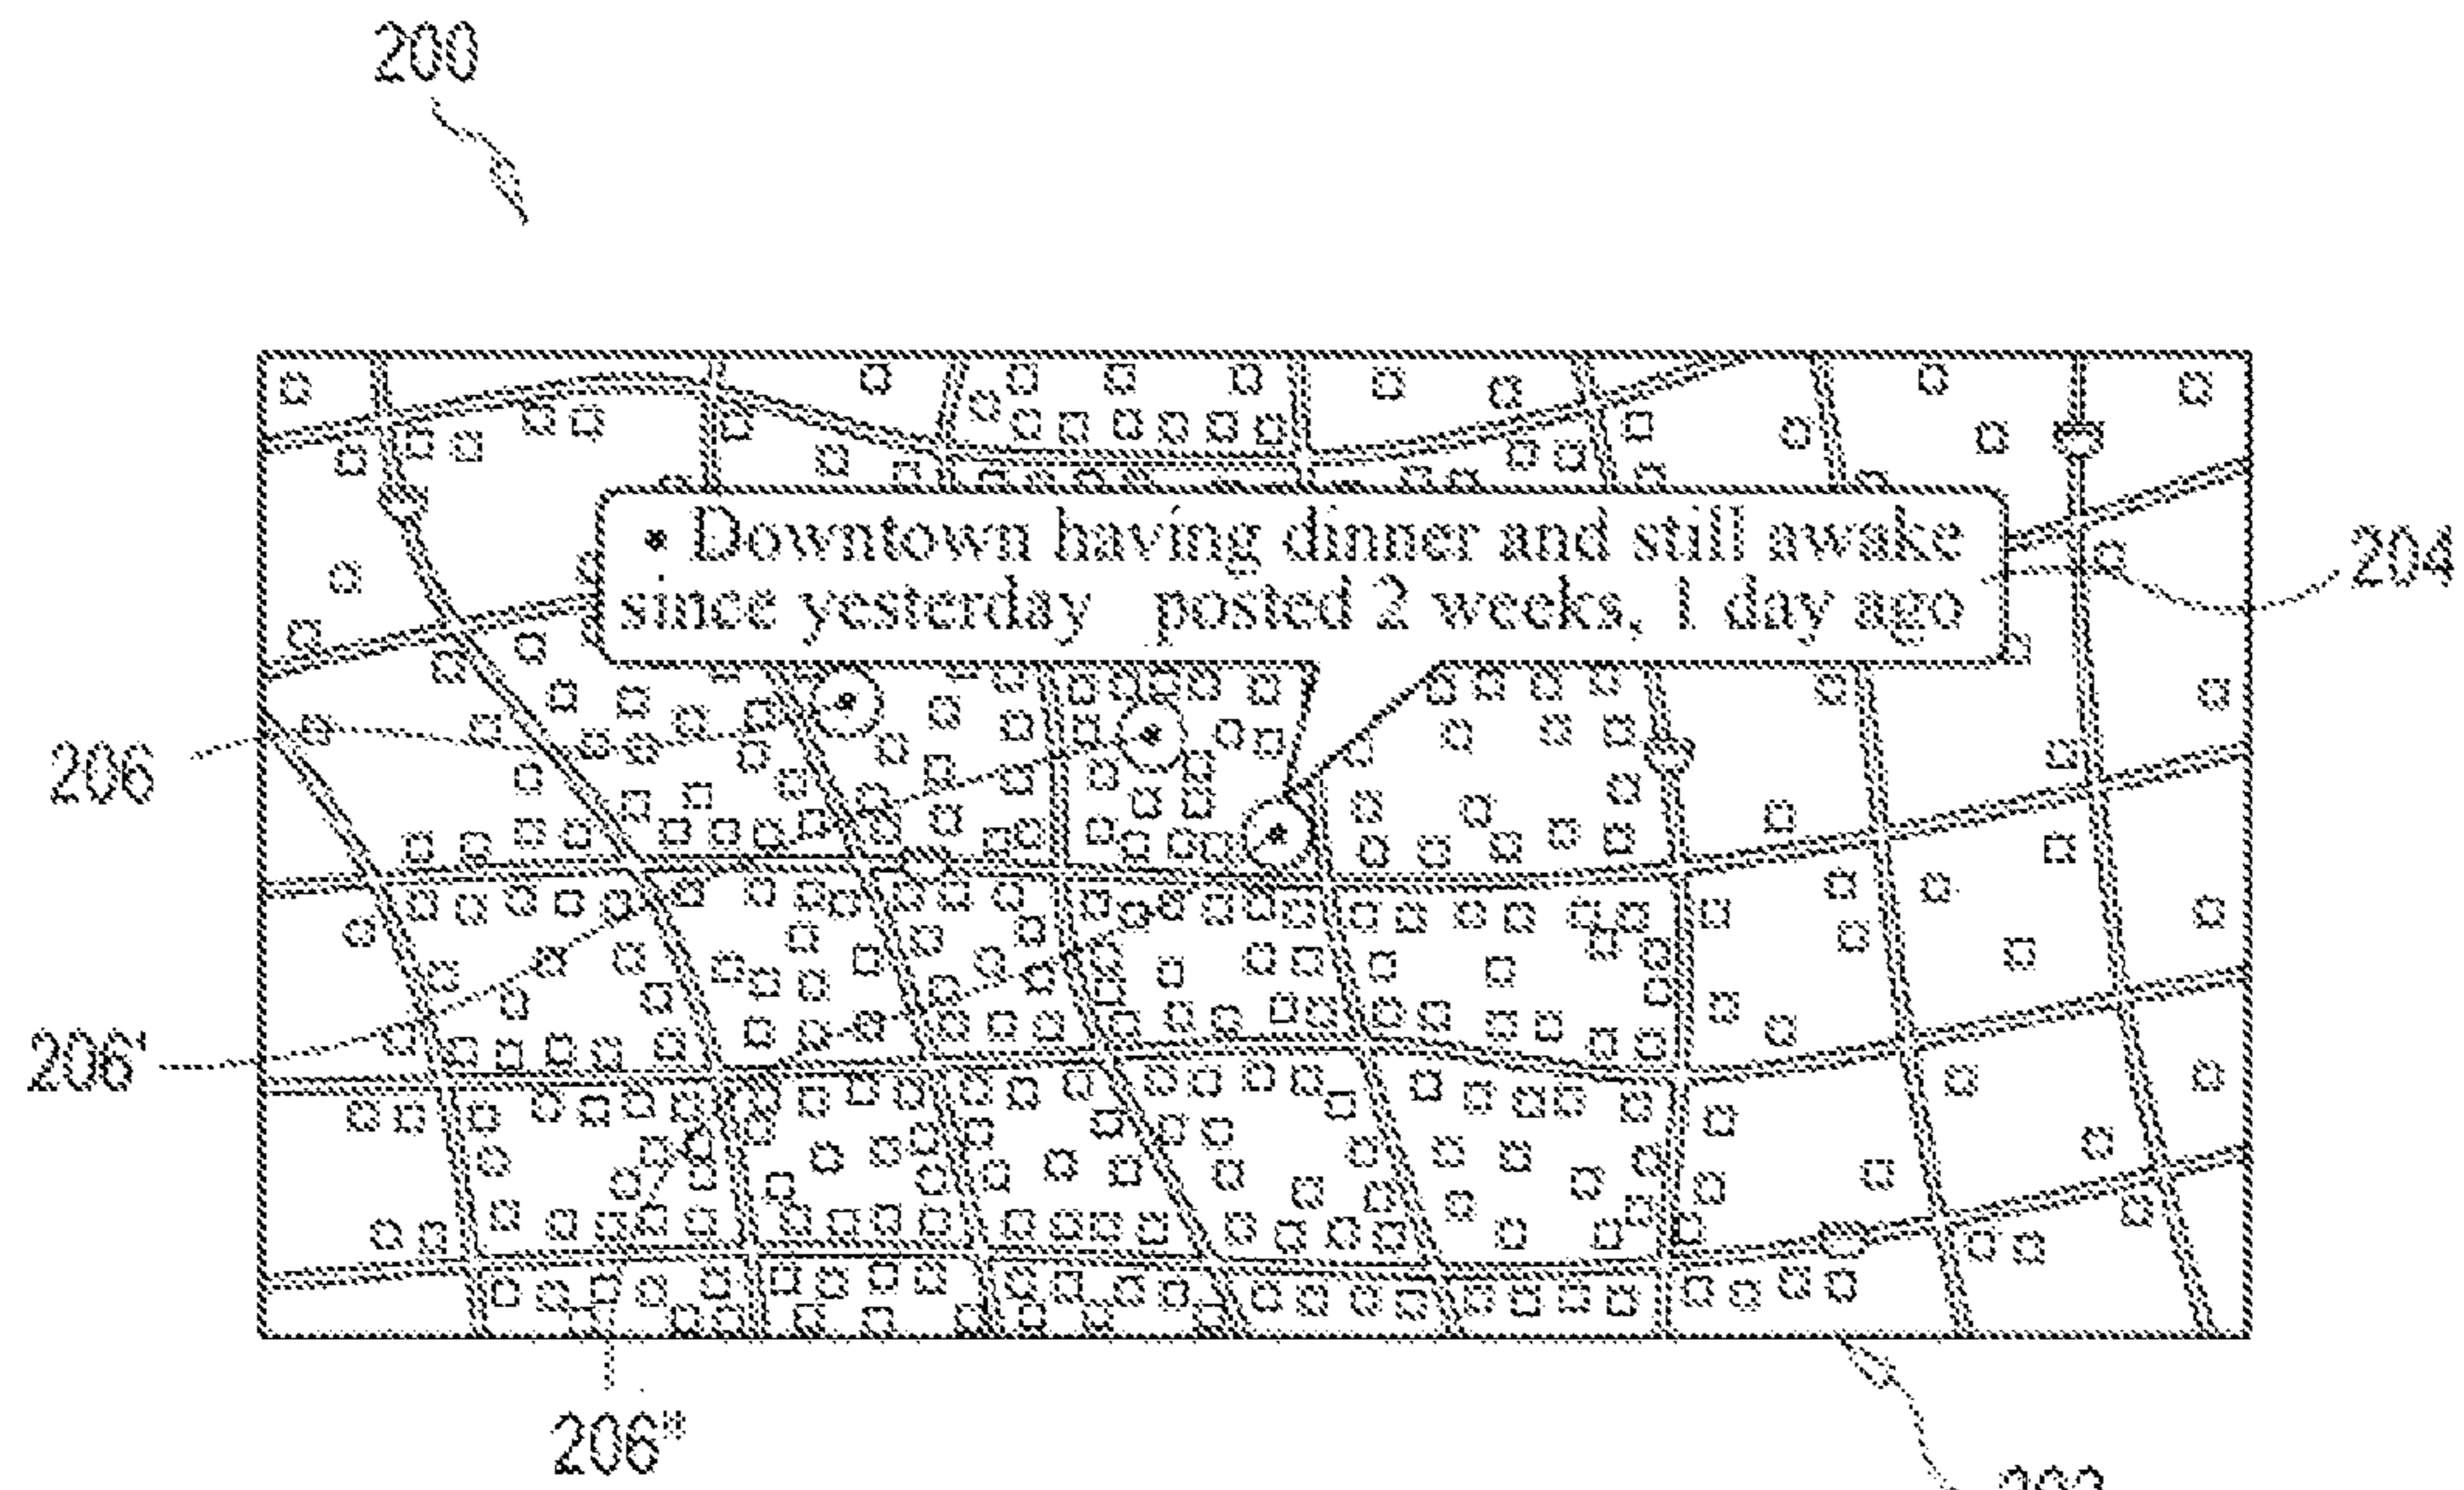 200
• Downtown having dinner and still awake
since yesterday posted 2 weeks, 1 day ago
204
206
206'
206"